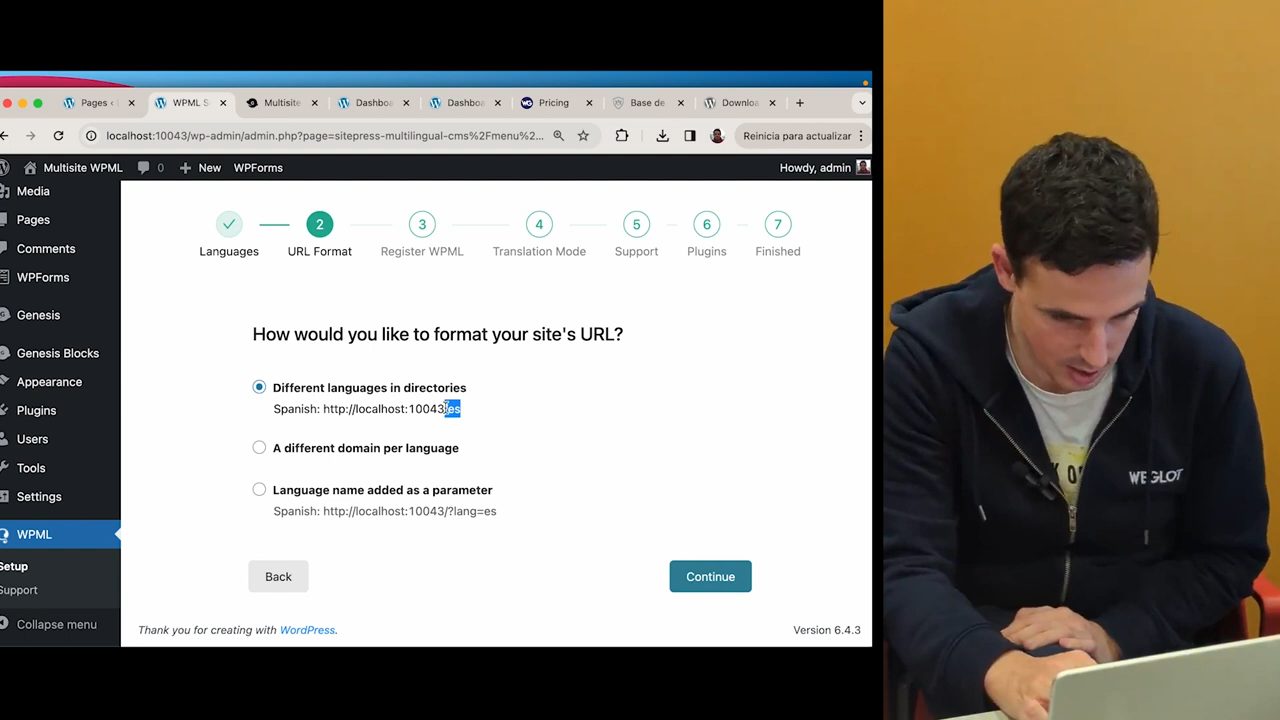 Pages ‹
WPML S
Multisite
Dashboa
Dashboa
WG Pricing
Base de
Downloa
localhost:10043/wp-admin/admin.php?page=sitepress-multilingual-cms%2Fmenu%2...
Reinicia para actualizar
Multisite WPML
0
New
WPForms
Howdy, admin
Media
Pages
Comments
WPForms
Genesis
Genesis Blocks
Appearance
Plugins
Users
Tools
Settings
WPML
Setup
Support
Collapse menu
2
3
4
5
6
7
Languages
URL Format
Register WPML
Translation Mode
Support
Plugins
Finished
How would you like to format your site's URL?
Different languages in directories
Spanish: http://localhost:10043/es
A different domain per language
Language name added as a parameter
Spanish: http://localhost:10043/?lang=es
Back
Continue
Thank you for creating with WordPress.
Version 6.4.3
WEGLOT